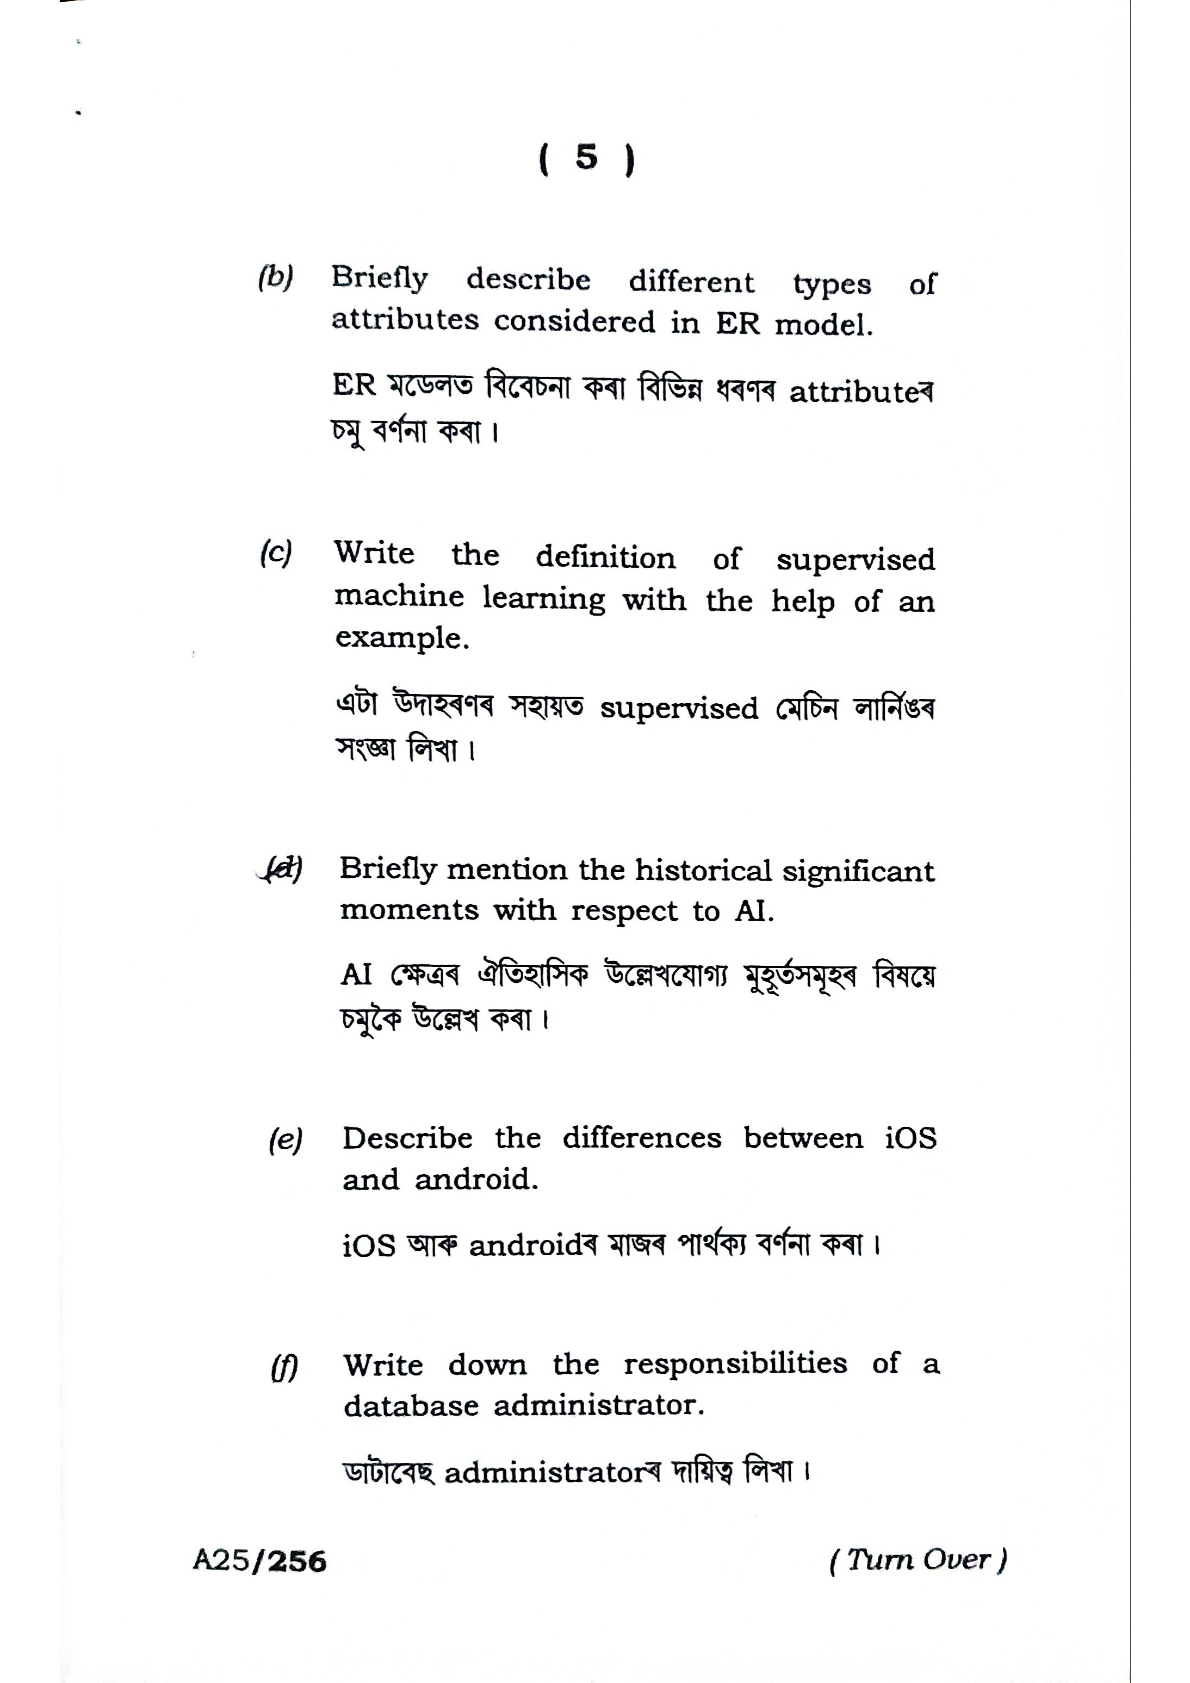 ( 5 )
(b) Briefly describe different types of
attributes considered in ER model.
ER মডেলত বিবেচনা কৰা বিভিন্ন ধৰণৰ attributeৰ
চমু বৰ্ণনা কৰা ।
(c) Write the definition of supervised
machine learning with the help of an
example.
এটা উদাহৰণৰ সহায়ত supervised মেচিন লাৰ্নিঙৰ
সংজ্ঞা লিখা ।
(d) Briefly mention the historical significant
moments with respect to AI.
AI ক্ষেত্ৰৰ ঐতিহাসিক উল্লেখযোগ্য মুহূৰ্তসমূহৰ বিষয়ে
চমুকৈ উল্লেখ কৰা ।
(e) Describe the differences between iOS
and android.
iOS আৰু androidৰ মাজৰ পাৰ্থক্য বৰ্ণনা কৰা ।
(f) Write down the responsibilities of a
database administrator.
ডাটাবেছ administratorৰ দায়িত্ব লিখা ।
A25/256 ( Turn Over )